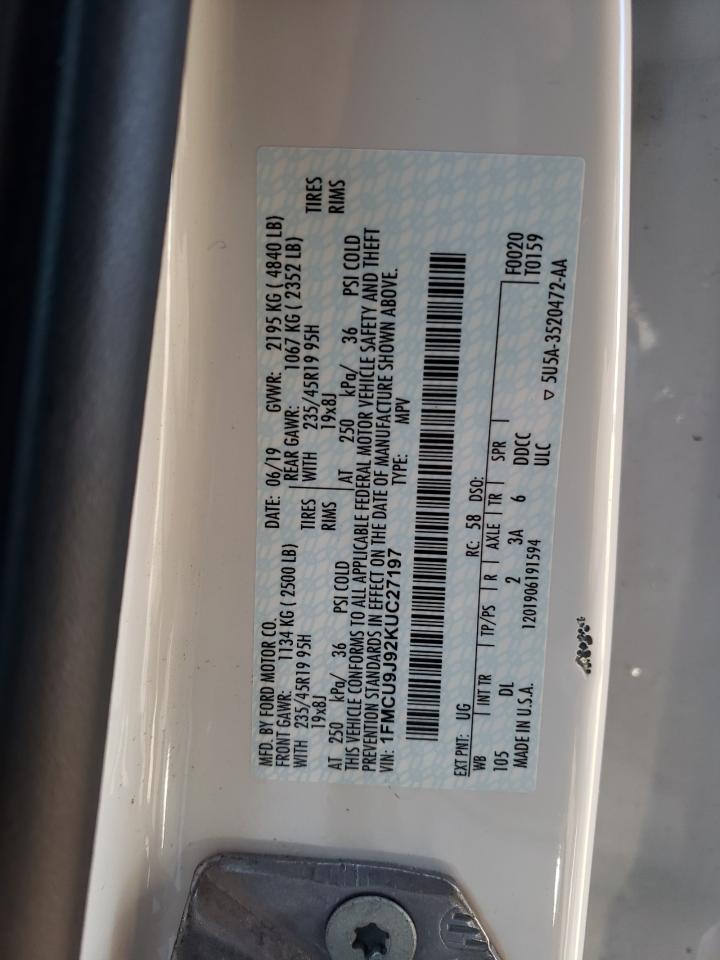 MFD. BY FORD MOTOR CO.
DATE: 06/19 GVWR: 2195 KG ( 4840 LB)
FRONT GAWR: 1134 KG ( 2500 LB)
REAR GAWR: 1067 KG ( 2352 LB)
WITH 235/45R19 95H TIRES
WITH 235/45R19 95H TIRES
19x8J RIMS
19x8J RIMS
AT 250 kPa/ 36 PSI COLD
AT 250 kPa/ 36 PSI COLD
THIS VEHICLE CONFORMS TO ALL APPLICABLE FEDERAL MOTOR VEHICLE SAFETY AND THEFT
PREVENTION STANDARDS IN EFFECT ON THE DATE OF MANUFACTURE SHOWN ABOVE.
VIN: 1FMCU9J92KUC27197 TYPE: MPV
EXT PNT: UG RC: 58 DSO:
WB INT TR TP/PS R AXLE TR SPR F0020
105 DL 2 3A 6 DDCC T0159
MADE IN U.S.A. 1201906191594 ULC
▽ 5U5A-3520472-AA